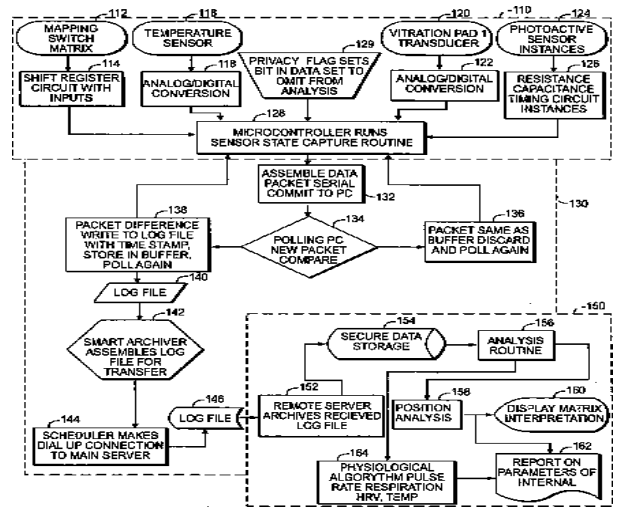 112
MAPPING
SWITCH
MATRIX
118
TEMPERATURE
SENSOR
129
PRIVACY FLAG SETS
BIT IN DATA SET TO
OMIT FROM
ANALYSIS
120
VITRATION PAD 1
TRANSDUCER
110
124
PHOTOACTIVE
SENSOR
INSTANCES
114
SHIFT REGISTER
CIRCUIT WITH
INPUTS
118
ANALOG/DIGITAL
CONVERSION
122
ANALOG/DIGITAL
CONVERSION
126
RESISTANCE
CAPACITANCE
TIMING CIRCUIT
INSTANCES
128
MICROCONTROLLER RUNS
SENSOR STATE CAPTURE ROUTINE
ASSEMBLE DATA
PACKET SERIAL
COMMIT TO PC
132
130
138
PACKET DIFFERENCE
WRITE TO LOG FILE
WITH TIME STAMP,
STORE IN BUFFER,
POLL AGAIN
134
POLLING PC
NEW PACKET
COMPARE
136
PACKET SAME AS
BUFFER DISCARD
AND POLL AGAIN
140
LOG FILE
142
SMART ARCHIVER
ASSEMBLES LOG
FILE FOR
TRANSFER
144
SCHEDULER MAKES
DIAL UP CONNECTION
TO MAIN SERVER
146
LOG FILE
150
154
SECURE DATA
STORAGE
156
ANALYSIS
ROUTINE
152
REMOTE SERVER
ARCHIVES RECIEVED
LOG FILE
158
POSITION
ANALYSIS
160
DISPLAY MATRIX
INTERPRETATION
164
PHYSIOLOGICAL
ALGORITHM PULSE
RATE RESPIRATION
HRV, TEMP
162
REPORT ON
PARAMETERS OF
INTERNAL